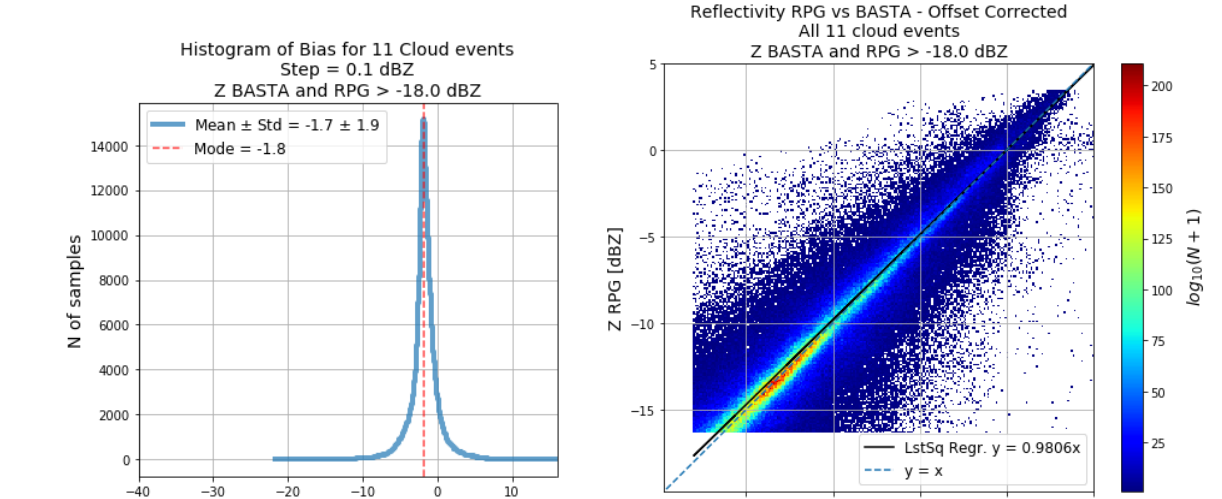 Histogram of Bias for 11 Cloud events
Step = 0.1 dBZ
Z BASTA and RPG > -18.0 dBZ
Mean ± Std = -1.7 ± 1.9
Mode = -1.8
N of samples
14000
12000
10000
8000
6000
4000
2000
0
−40
−30
−20
−10
0
10
Reflectivity RPG vs BASTA - Offset Corrected
All 11 cloud events
Z BASTA and RPG > -18.0 dBZ
Z RPG [dBZ]
5
0
−5
−10
−15
LstSq Regr. y = 0.9806x
y = x
200
175
150
125
100
75
50
25
log₁₀(N + 1)